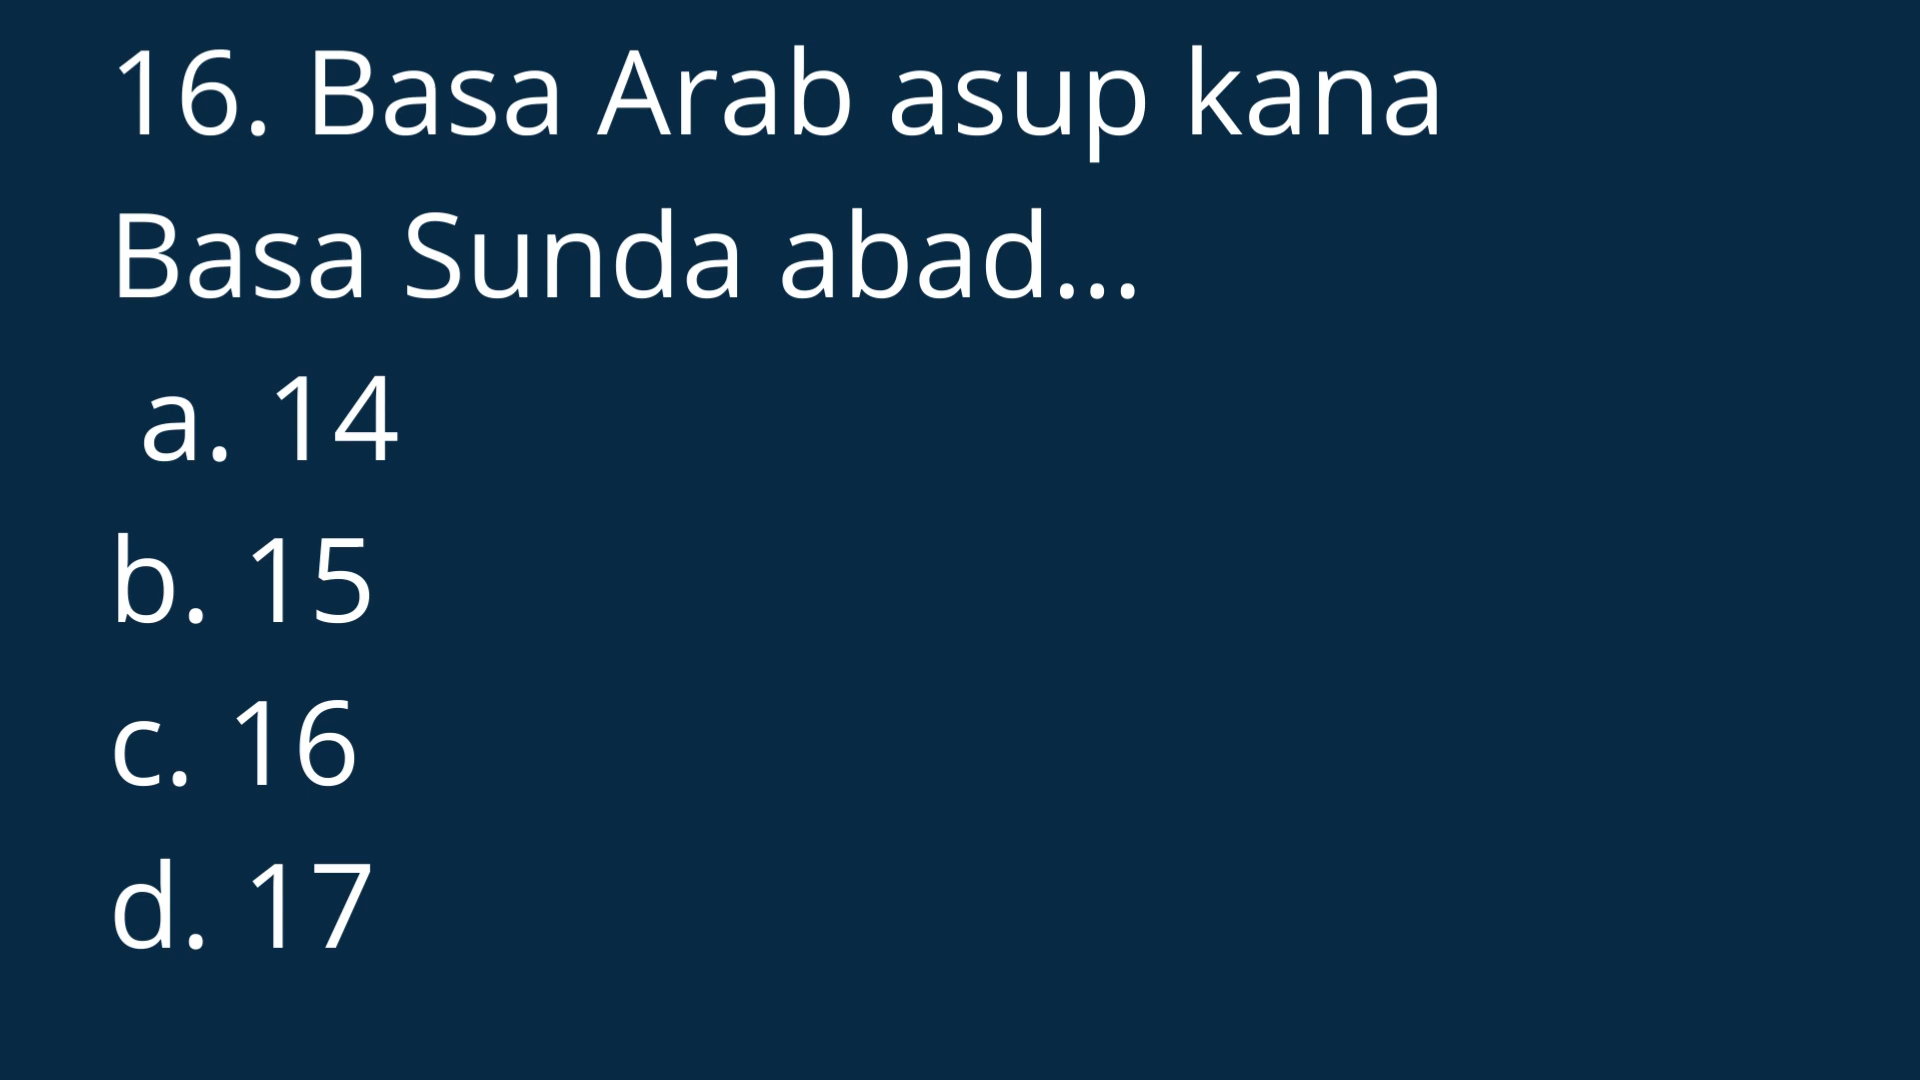 16. Basa Arab asup kana
Basa Sunda abad...
a. 14
b. 15
c. 16
d. 17